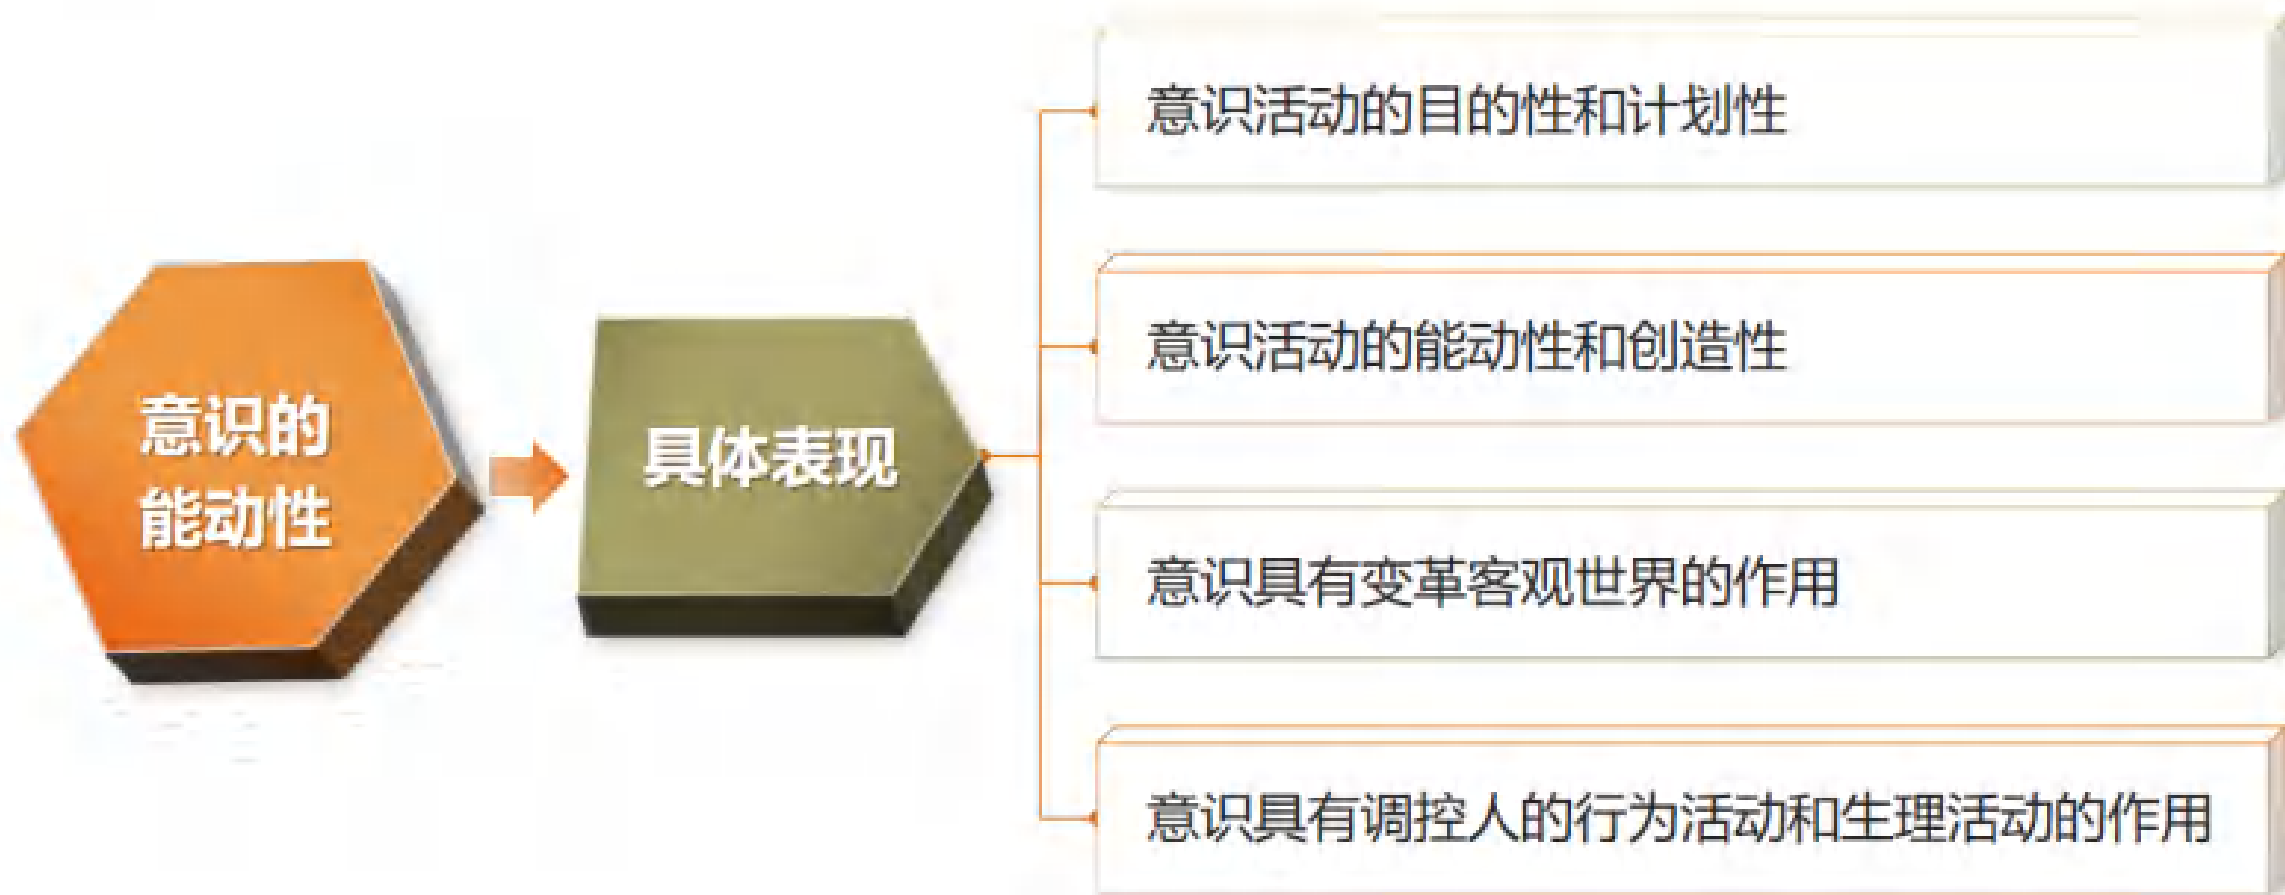 意识的
能动性
具体表现
意识活动的目的性和计划性
意识活动的能动性和创造性
意识具有变革客观世界的作用
意识具有调控人的行为活动和生理活动的作用